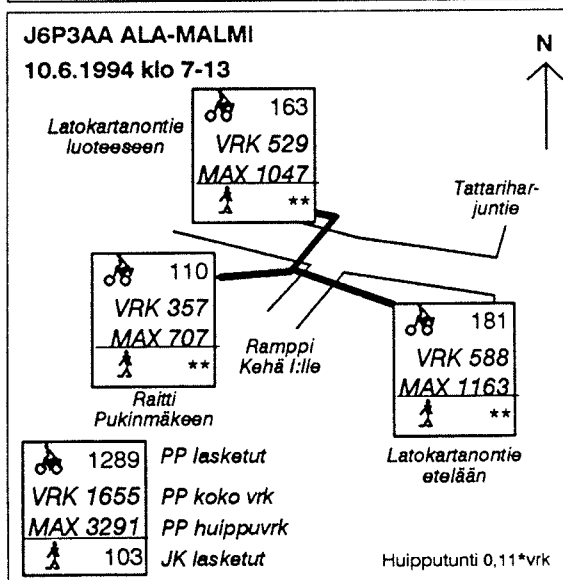 J6P3AA ALA-MALMI
10.6.1994 klo 7-13
N
163
VRK 529
MAX 1047
**
Latokartanontie
luoteeseen
Tattarihar-
juntie
110
VRK 357
MAX 707
**
Raitti
Pukinmäkeen
Ramppi
Kehä I:lle
181
VRK 588
MAX 1163
**
Latokartanontie
etelään
1289 PP lasketut
VRK 1655 PP koko vrk
MAX 3291 PP huippuvrk
103 JK lasketut
Huipputunti 0,11*vrk